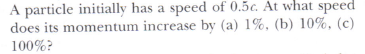 A particle initially has a speed of 0.5c. At what speed
does its momentum increase by (a) 1%, (b) 10%, (c)
100%?